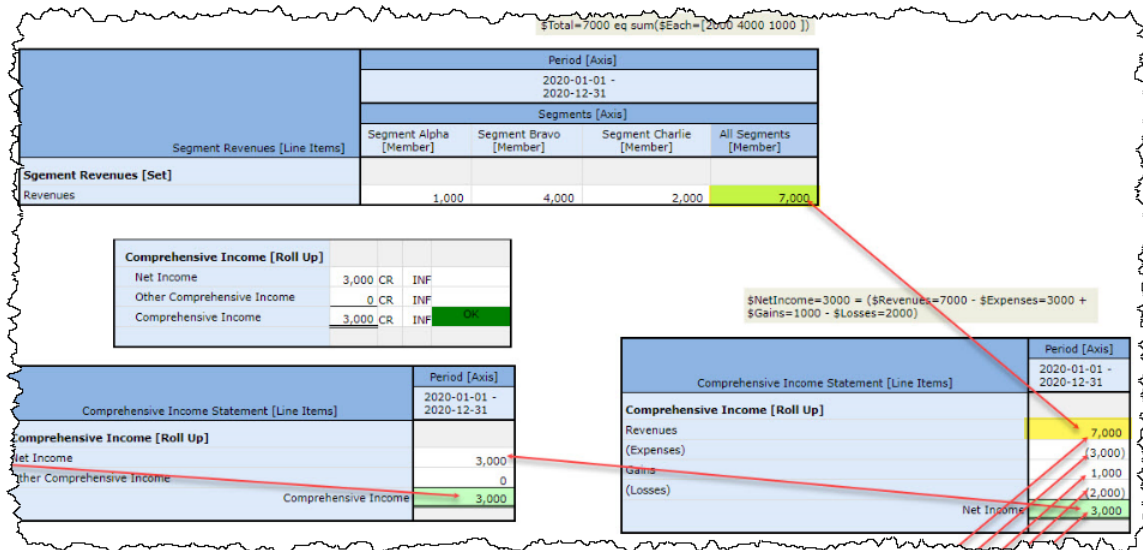 $Total=7000 eq sum($Each=[2000 4000 1000 ])
Period [Axis]
2020-01-01 -
2020-12-31
Segments [Axis]
Segment Revenues [Line Items]
Segment Alpha [Member]
Segment Bravo [Member]
Segment Charlie [Member]
All Segments [Member]
Sgement Revenues [Set]
Revenues 1,000 4,000 2,000 7,000
Comprehensive Income [Roll Up]
Net Income 3,000 CR INF
Other Comprehensive Income 0 CR INF
Comprehensive Income 3,000 CR INF OK
$NetIncome=3000 = ($Revenues=7000 - $Expenses=3000 +
$Gains=1000 - $Losses=2000)
Period [Axis]
Comprehensive Income Statement [Line Items]
2020-01-01 -
2020-12-31
Comprehensive Income [Roll Up]
Net Income 3,000
Other Comprehensive Income 0
Comprehensive Income 3,000
Period [Axis]
Comprehensive Income Statement [Line Items]
2020-01-01 -
2020-12-31
Comprehensive Income [Roll Up]
Revenues 7,000
(Expenses) (3,000)
Gains 1,000
(Losses) (2,000)
Net Income 3,000